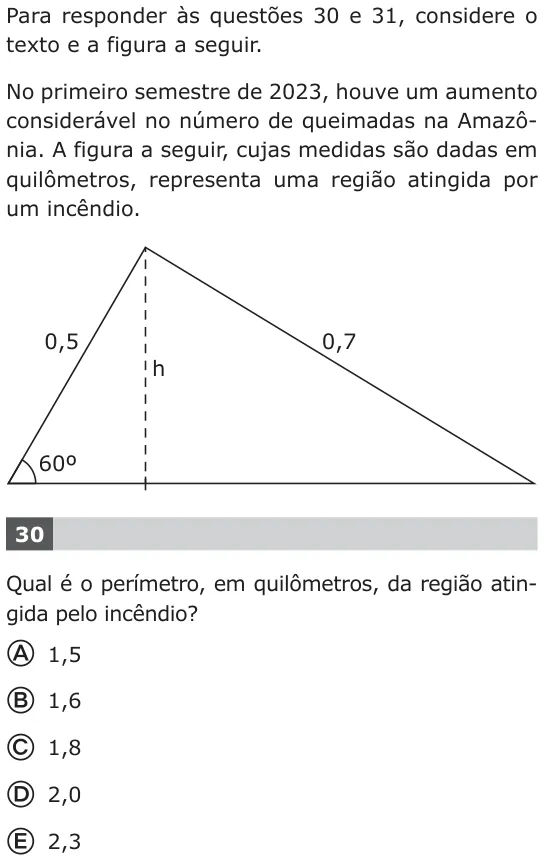 Para responder às questões 30 e 31, considere o
texto e a figura a seguir.
No primeiro semestre de 2023, houve um aumento
considerável no número de queimadas na Amazô-
nia. A figura a seguir, cujas medidas são dadas em
quilômetros, representa uma região atingida por
um incêndio.
0,5
0,7
h
60º
30
Qual é o perímetro, em quilômetros, da região atin-
gida pelo incêndio?
A 1,5
B 1,6
C 1,8
D 2,0
E 2,3